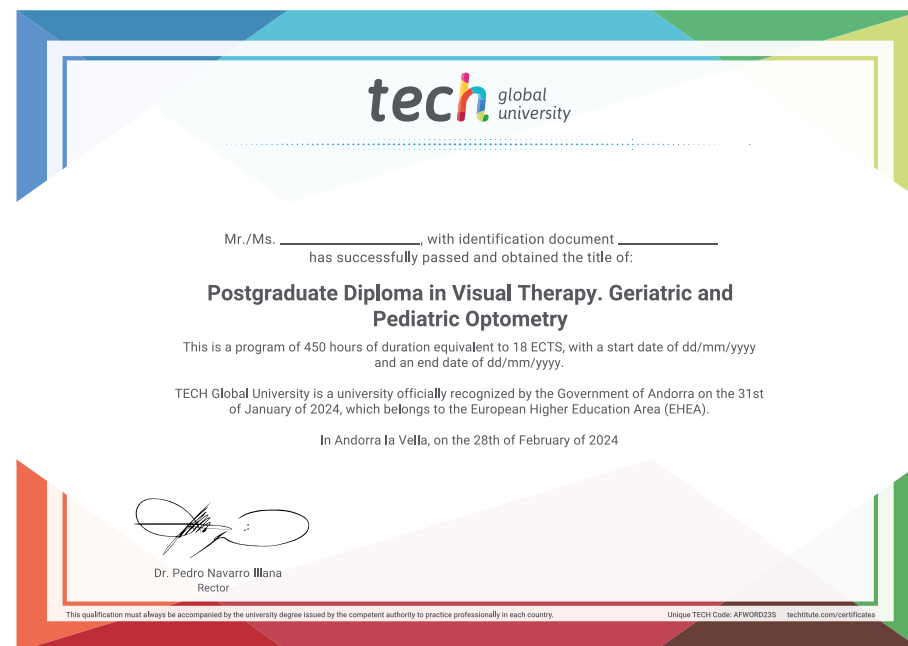 tech global university
Mr./Ms. ____________________, with identification document ______________
has successfully passed and obtained the title of:
Postgraduate Diploma in Visual Therapy. Geriatric and
Pediatric Optometry
This is a program of 450 hours of duration equivalent to 18 ECTS, with a start date of dd/mm/yyyy
and an end date of dd/mm/yyyy.
TECH Global University is a university officially recognized by the Government of Andorra on the 31st
of January of 2024, which belongs to the European Higher Education Area (EHEA).
In Andorra la Vella, on the 28th of February of 2024
Dr. Pedro Navarro Illana
Rector
This qualification must always be accompanied by the university degree issued by the competent authority to practice professionally in each country.
Unique TECH Code: AFWORD23S techtitute.com/certificates